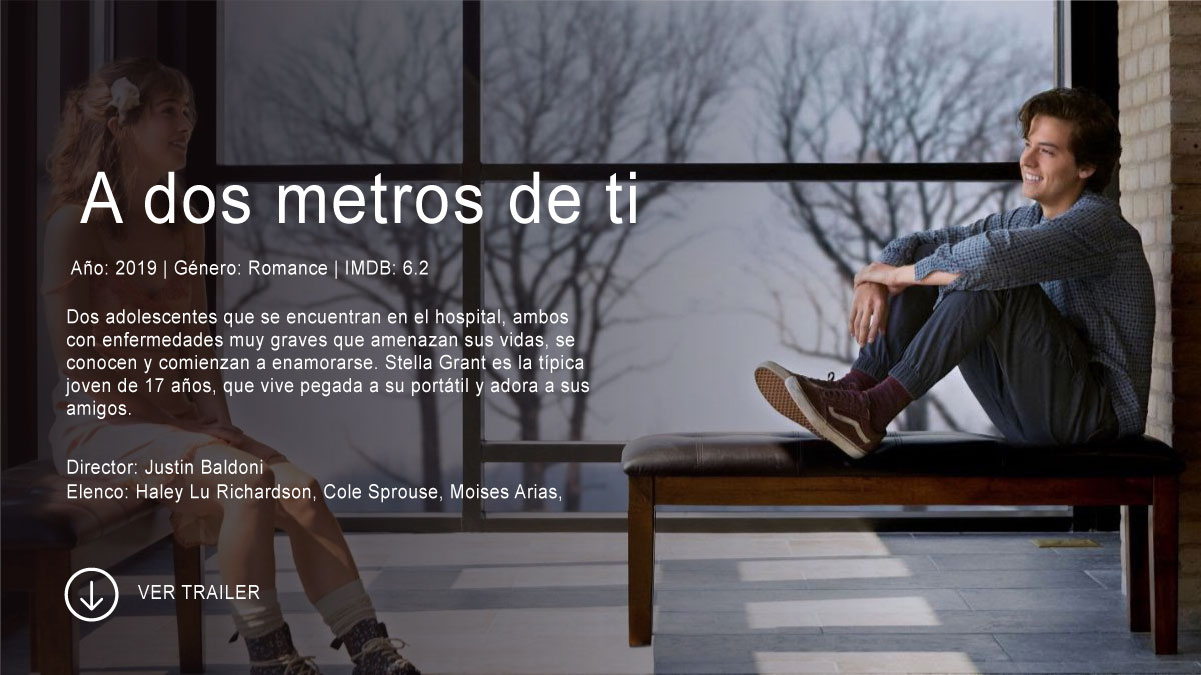 A dos metros de ti
Año: 2019 | Género: Romance | IMDB: 6.2
Dos adolescentes que se encuentran en el hospital, ambos
con enfermedades muy graves que amenazan sus vidas, se
conocen y comienzan a enamorarse. Stella Grant es la típica
joven de 17 años, que vive pegada a su portátil y adora a sus
amigos.
Director: Justin Baldoni
Elenco: Haley Lu Richardson, Cole Sprouse, Moises Arias,
VER TRAILER